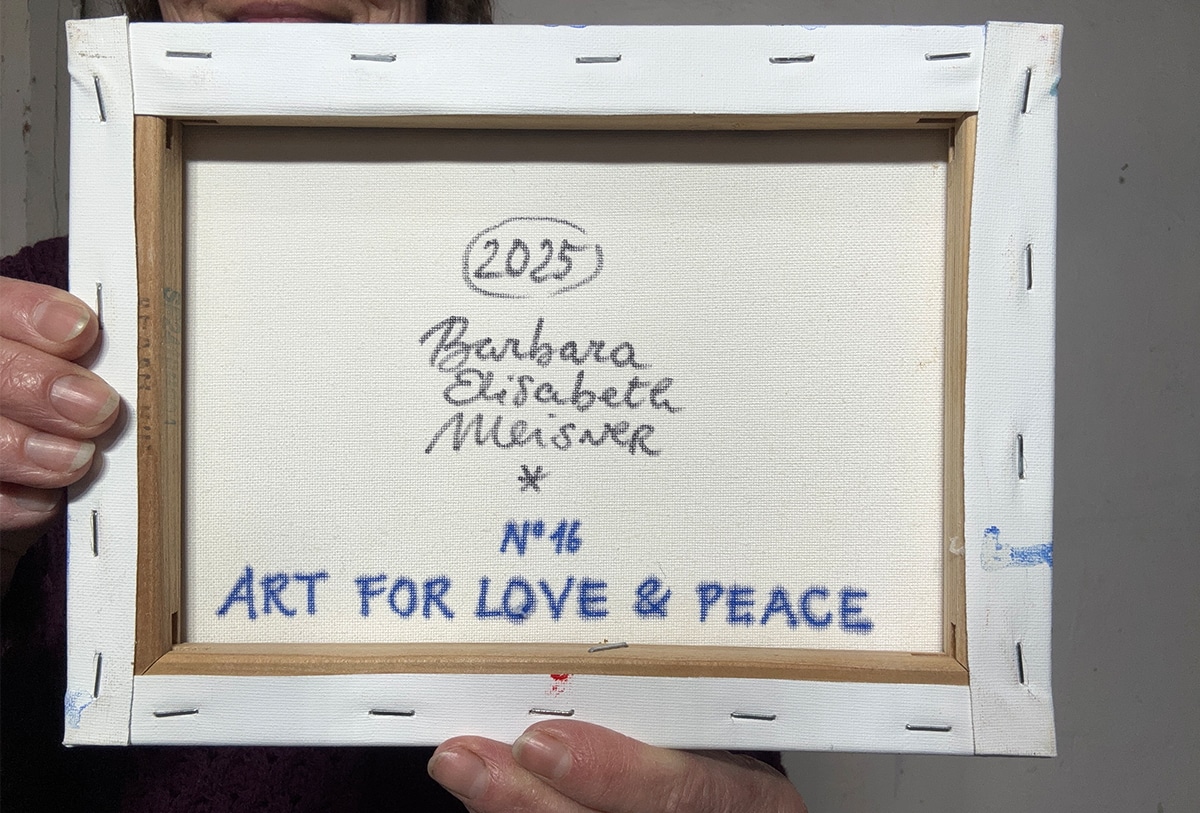 2025
Barbara
Elisabeth
Meisner
*
N° 16
ART FOR LOVE & PEACE